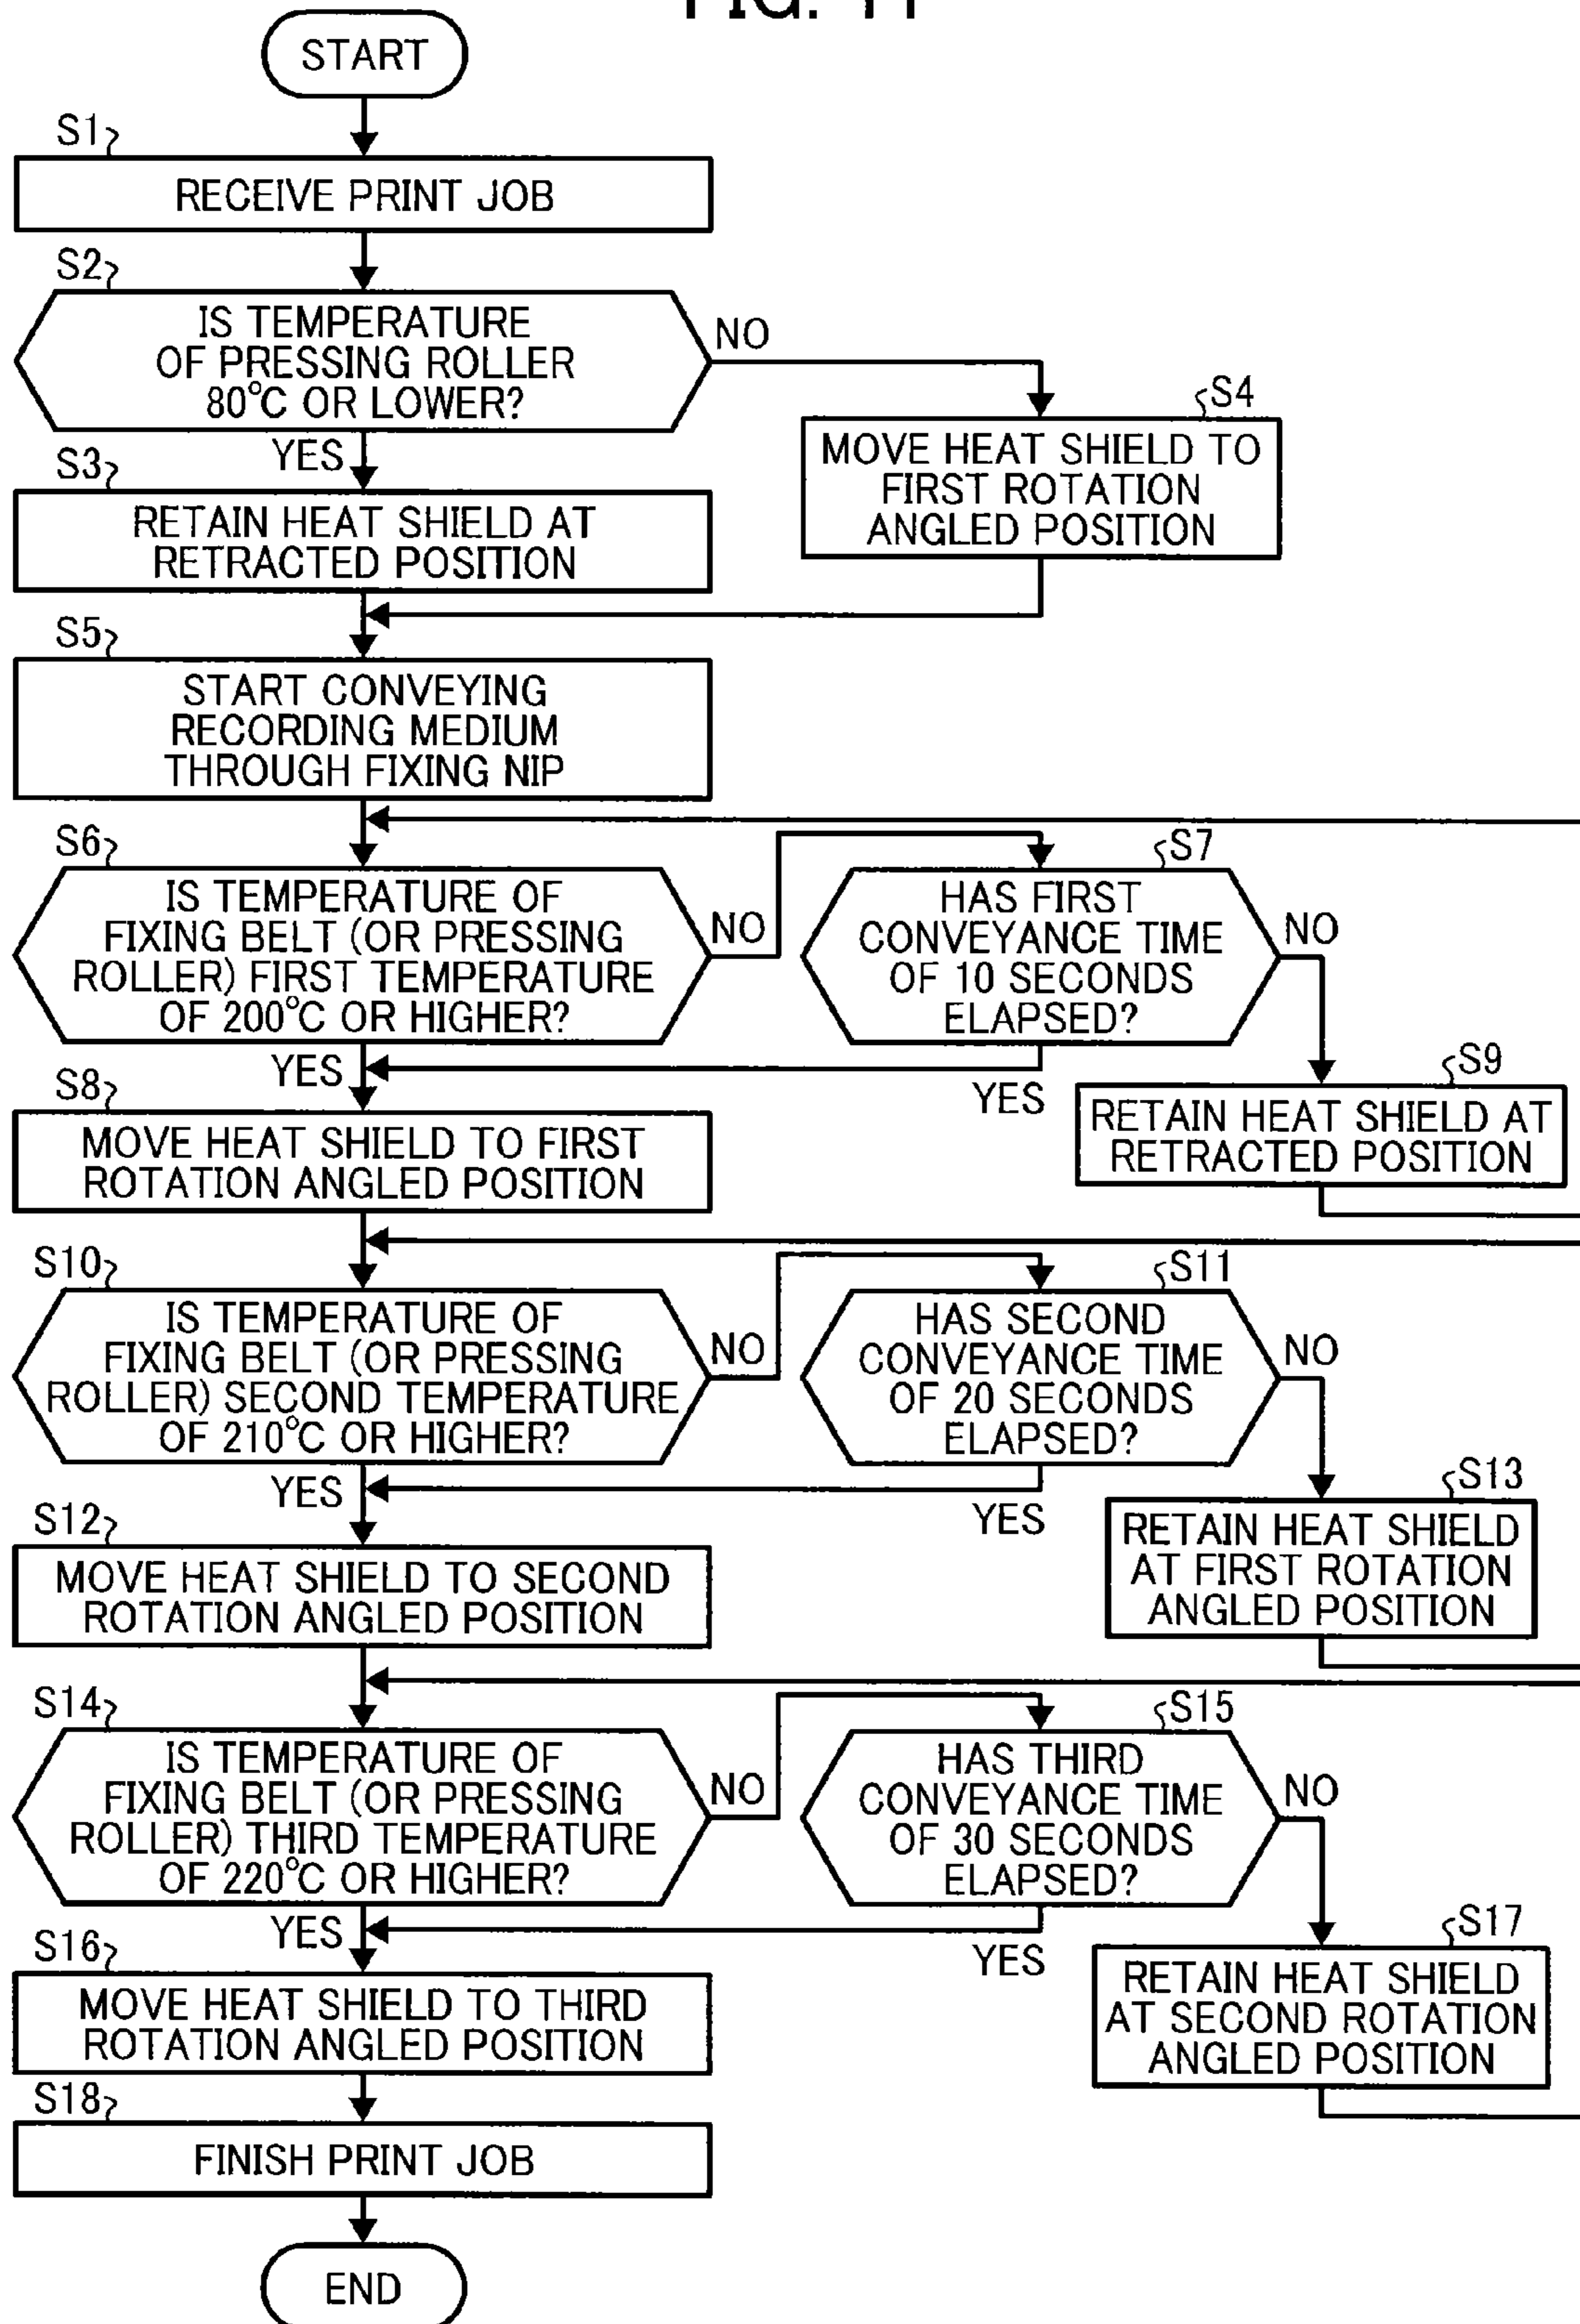 START
S1
RECEIVE PRINT JOB
S2
IS TEMPERATURE
OF PRESSING ROLLER
80°C OR LOWER?
NO
YES
S4
MOVE HEAT SHIELD TO
FIRST ROTATION
ANGLED POSITION
S3
RETAIN HEAT SHIELD AT
RETRACTED POSITION
S5
START CONVEYING
RECORDING MEDIUM
THROUGH FIXING NIP
S6
IS TEMPERATURE OF
FIXING BELT (OR PRESSING
ROLLER) FIRST TEMPERATURE
OF 200°C OR HIGHER?
NO
YES
S7
HAS FIRST
CONVEYANCE TIME
OF 10 SECONDS
ELAPSED?
NO
YES
S8
MOVE HEAT SHIELD TO FIRST
ROTATION ANGLED POSITION
S9
RETAIN HEAT SHIELD AT
RETRACTED POSITION
S10
IS TEMPERATURE OF
FIXING BELT (OR PRESSING
ROLLER) SECOND TEMPERATURE
OF 210°C OR HIGHER?
NO
YES
S11
HAS SECOND
CONVEYANCE TIME
OF 20 SECONDS
ELAPSED?
NO
YES
S12
MOVE HEAT SHIELD TO SECOND
ROTATION ANGLED POSITION
S13
RETAIN HEAT SHIELD
AT FIRST ROTATION
ANGLED POSITION
S14
IS TEMPERATURE OF
FIXING BELT (OR PRESSING
ROLLER) THIRD TEMPERATURE
OF 220°C OR HIGHER?
NO
YES
S15
HAS THIRD
CONVEYANCE TIME
OF 30 SECONDS
ELAPSED?
NO
YES
S16
MOVE HEAT SHIELD TO THIRD
ROTATION ANGLED POSITION
S17
RETAIN HEAT SHIELD
AT SECOND ROTATION
ANGLED POSITION
S18
FINISH PRINT JOB
END